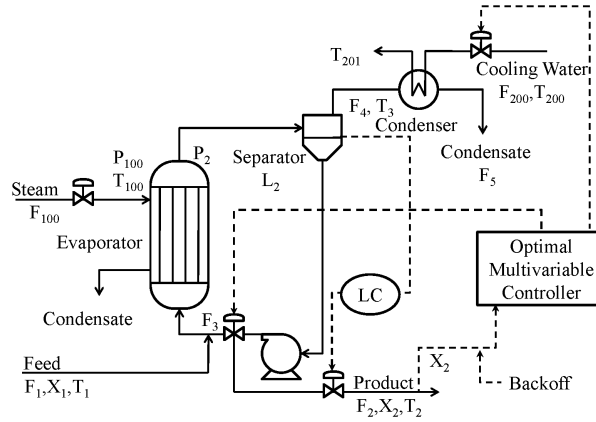 T201
Cooling Water
F200,T200
F4, T3
Condenser
P100
T100
P2
Separator
L2
Condensate
F5
Steam
F100
Evaporator
Optimal
Multivariable
Controller
LC
Condensate
F3
Feed
F1,X1,T1
Product
F2,X2,T2
X2
Backoff